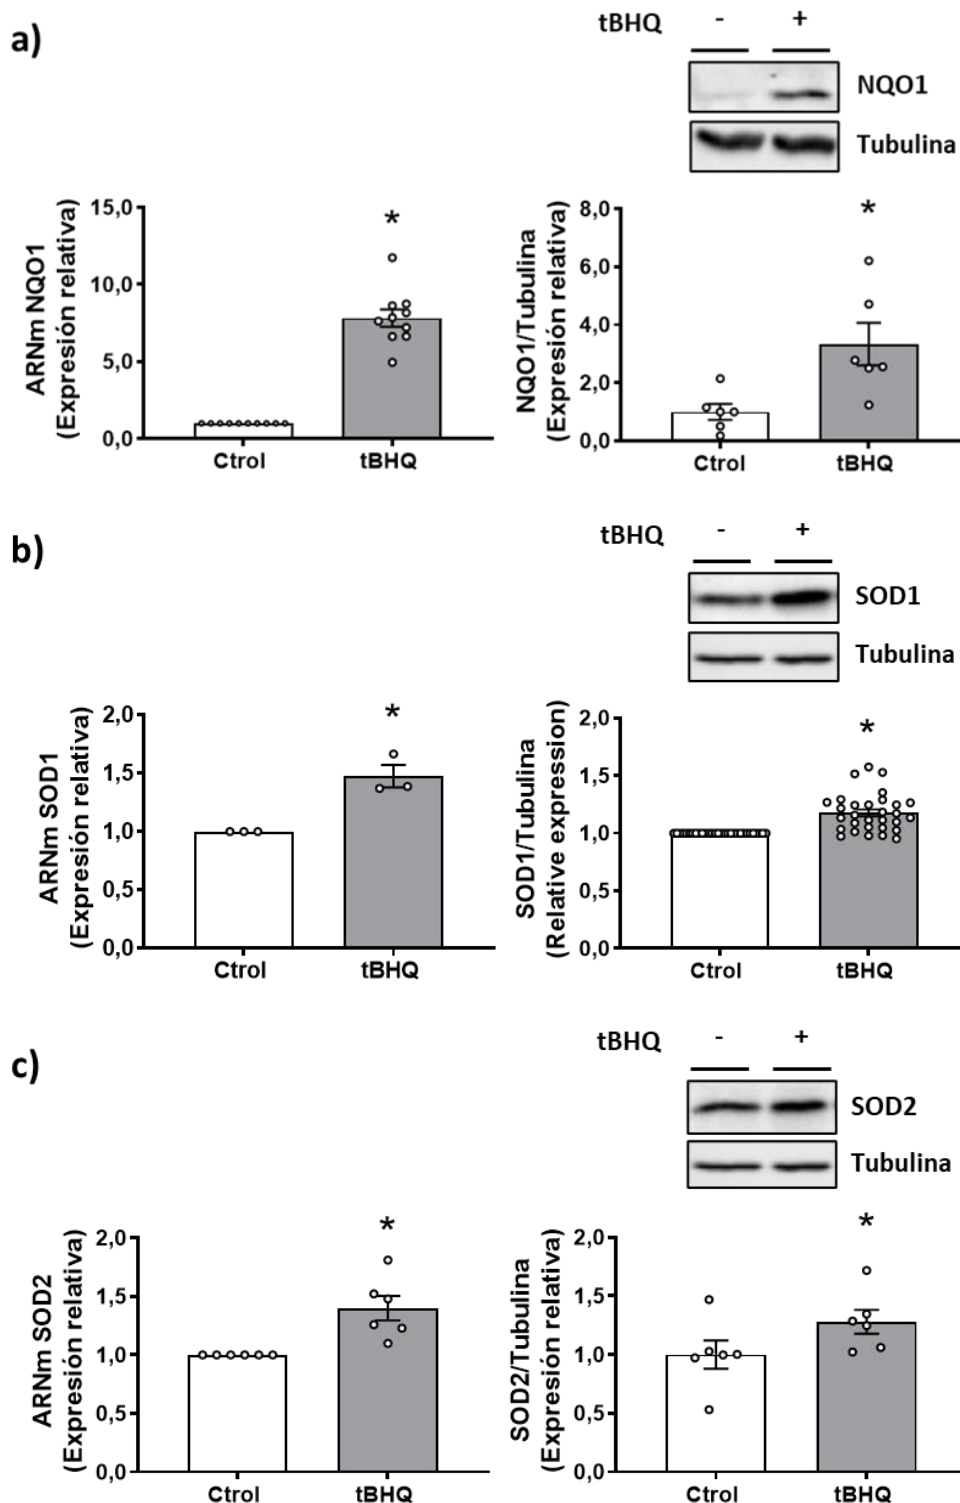 a)
tBHQ - +
NQO1
Tubulina
ARNm NQO1
(Expresión relativa)
15,0
10,0
5,0
0,0
*
Ctrol tBHQ
NQO1/Tubulina
(Expresión relativa)
8,0
6,0
4,0
2,0
0,0
*
Ctrol tBHQ
b)
tBHQ - +
SOD1
Tubulina
ARNm SOD1
(Expresión relativa)
2,0
1,5
1,0
0,5
0,0
*
Ctrol tBHQ
SOD1/Tubulina
(Relative expression)
2,0
1,5
1,0
0,5
0,0
*
Ctrol tBHQ
c)
tBHQ - +
SOD2
Tubulina
ARNm SOD2
(Expresión relativa)
2,0
1,5
1,0
0,5
0,0
*
Ctrol tBHQ
SOD2/Tubulina
(Expresión relativa)
2,0
1,5
1,0
0,5
0,0
*
Ctrol tBHQ